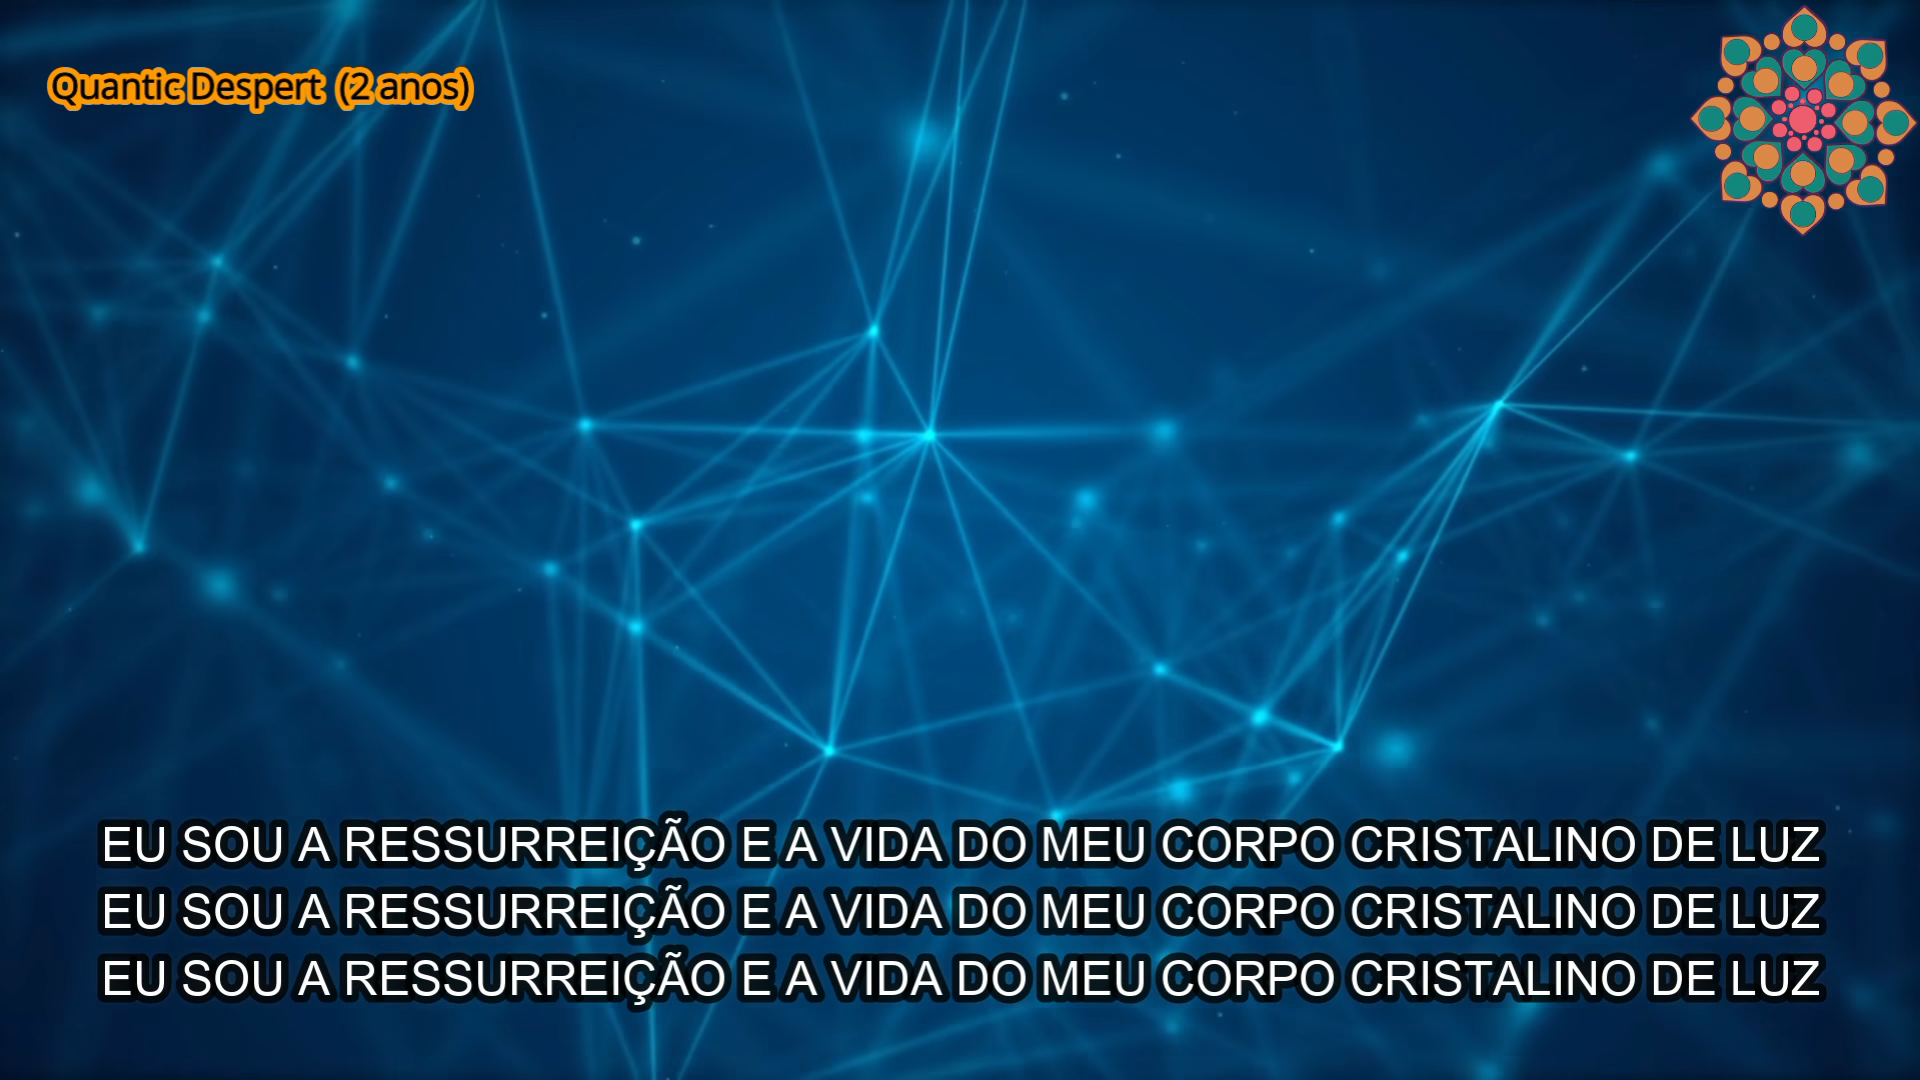 Quantic Despert (2 anos)
EU SOU A RESSURREIÇÃO E A VIDA DO MEU CORPO CRISTALINO DE LUZ
EU SOU A RESSURREIÇÃO E A VIDA DO MEU CORPO CRISTALINO DE LUZ
EU SOU A RESSURREIÇÃO E A VIDA DO MEU CORPO CRISTALINO DE LUZ